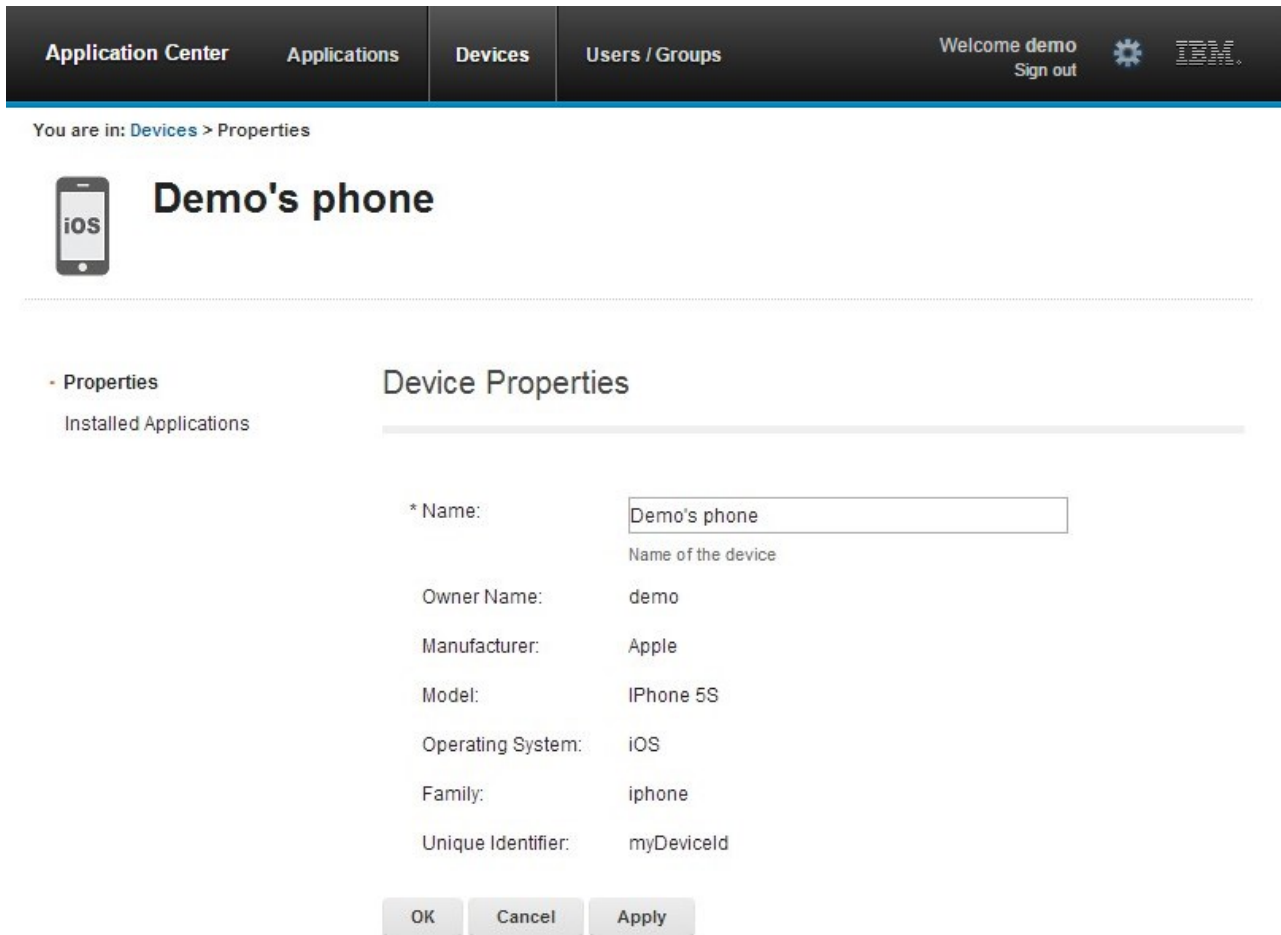 Application Center Applications Devices Users / Groups Welcome demo
Sign out
IBM.
You are in: Devices > Properties
iOS
Demo's phone
- Properties
Installed Applications
Device Properties
* Name: Demo's phone
Name of the device
Owner Name: demo
Manufacturer: Apple
Model: IPhone 5S
Operating System: iOS
Family: iphone
Unique Identifier: myDeviceId
OK Cancel Apply